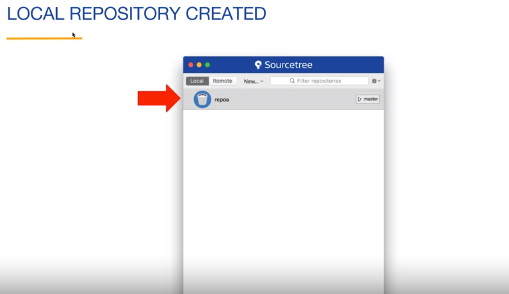 LOCAL REPOSITORY CREATED
Sourcetree
Local Remote New... Filter repositories
repoa master